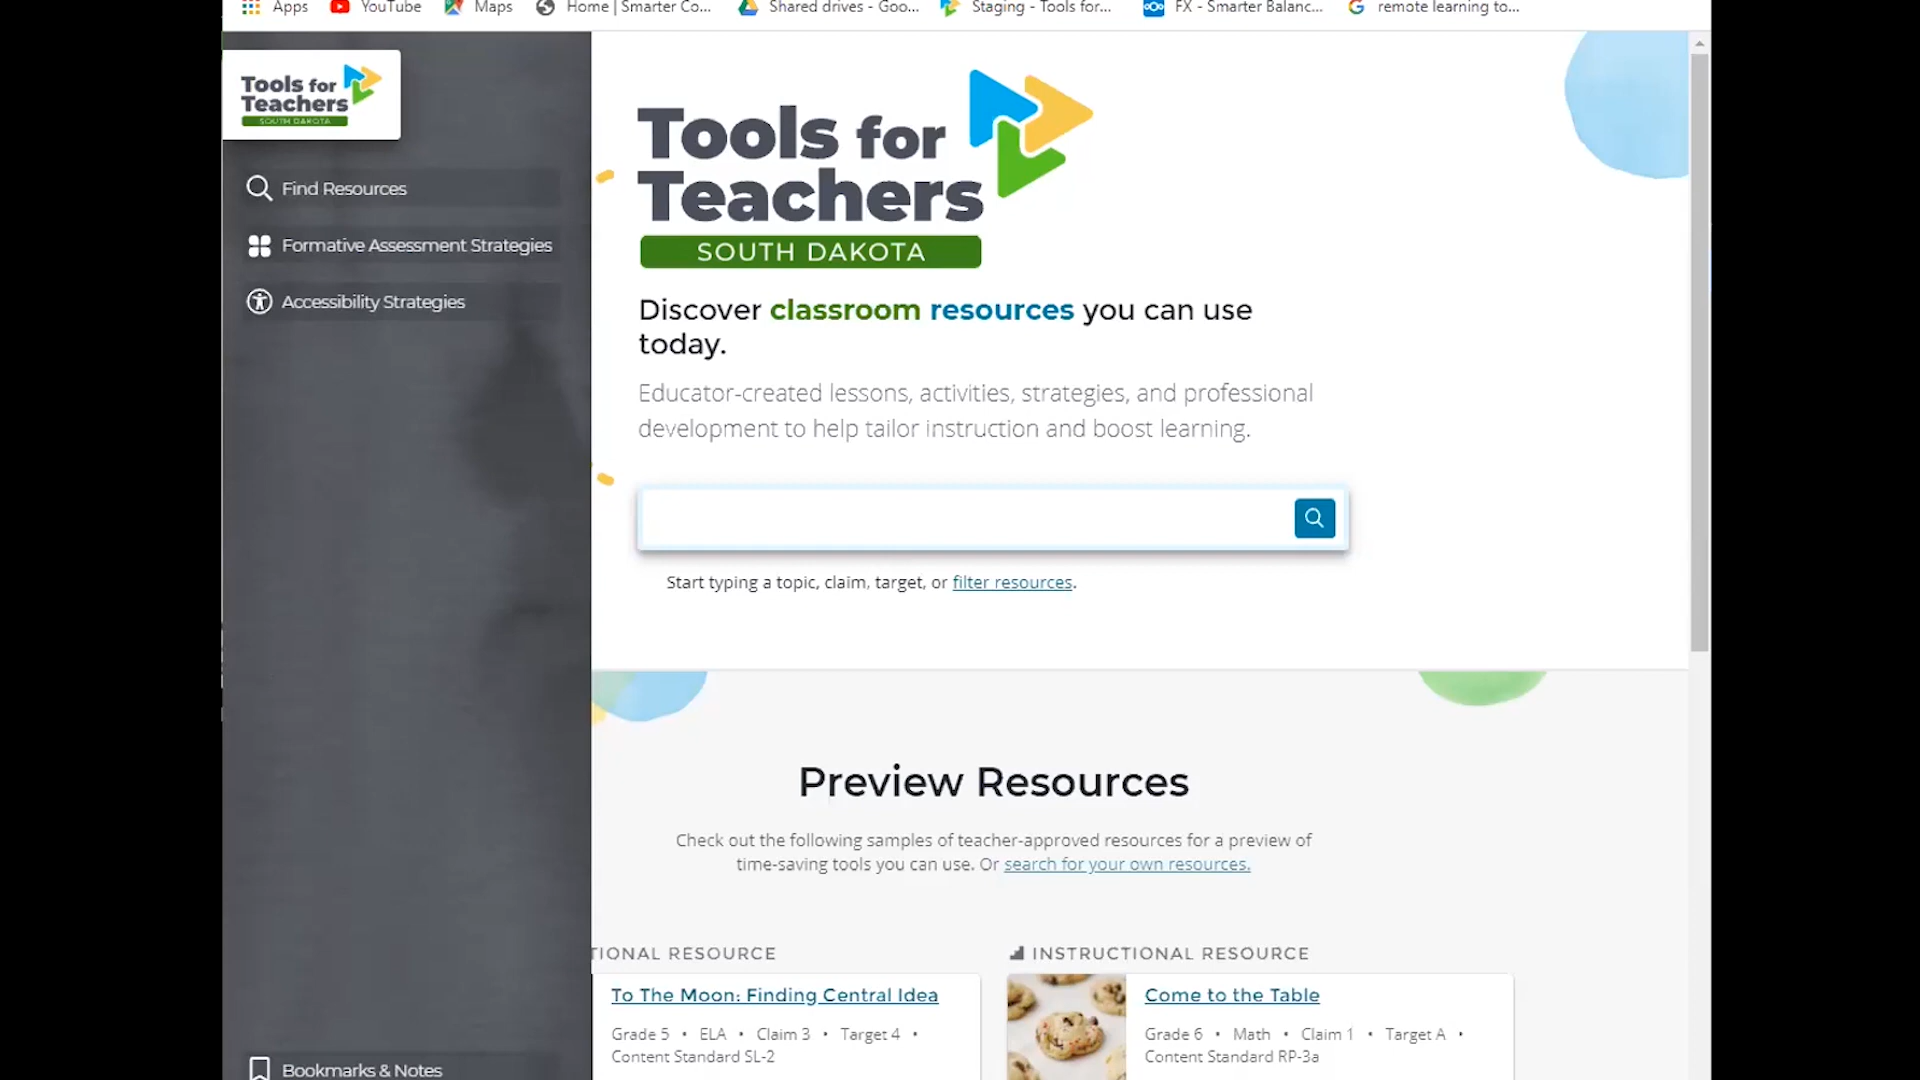 Apps YouTube Maps Home | Smarter Co... Shared drives - Goo... Staging - Tools for... FX - Smarter Balanc... remote learning to...
Tools for
Teachers
SOUTH DAKOTA
Find Resources
Formative Assessment Strategies
Accessibility Strategies
Bookmarks & Notes
Tools for
Teachers
SOUTH DAKOTA
Discover classroom resources you can use
today.
Educator-created lessons, activities, strategies, and professional
development to help tailor instruction and boost learning.
Start typing a topic, claim, target, or filter resources.
Preview Resources
Check out the following samples of teacher-approved resources for a preview of
time-saving tools you can use. Or search for your own resources.
TIONAL RESOURCE
To The Moon: Finding Central Idea
Grade 5 • ELA • Claim 3 • Target 4 •
Content Standard SL-2
INSTRUCTIONAL RESOURCE
Come to the Table
Grade 6 • Math • Claim 1 • Target A •
Content Standard RP-3a